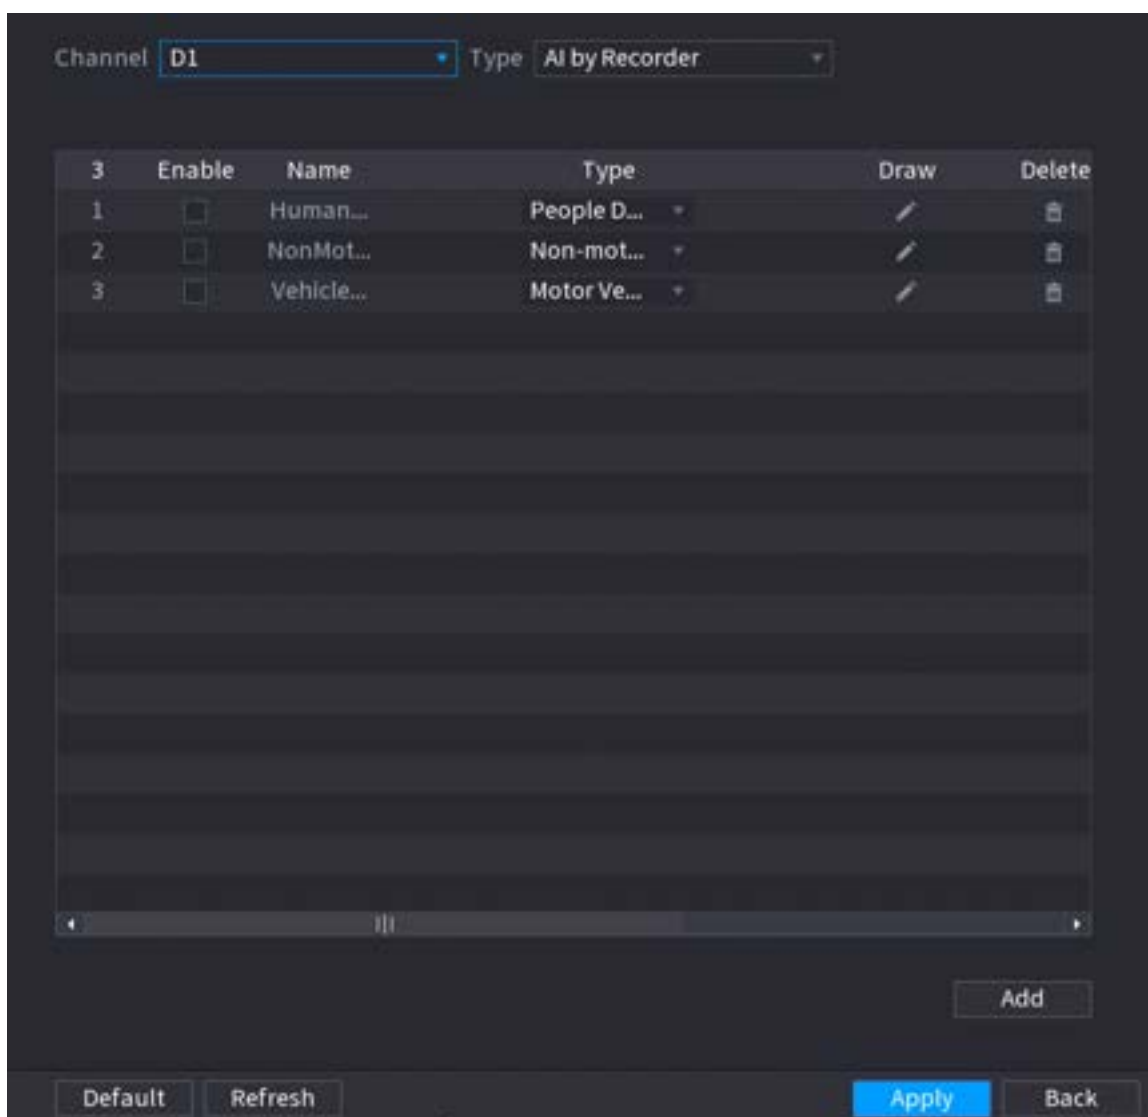 Channel D1 Type AI by Recorder
3 Enable Name Type Draw Delete
1 Human... People D...
2 NonMot... Non-mot...
3 Vehicle... Motor Ve...
Add
Default Refresh Apply Back